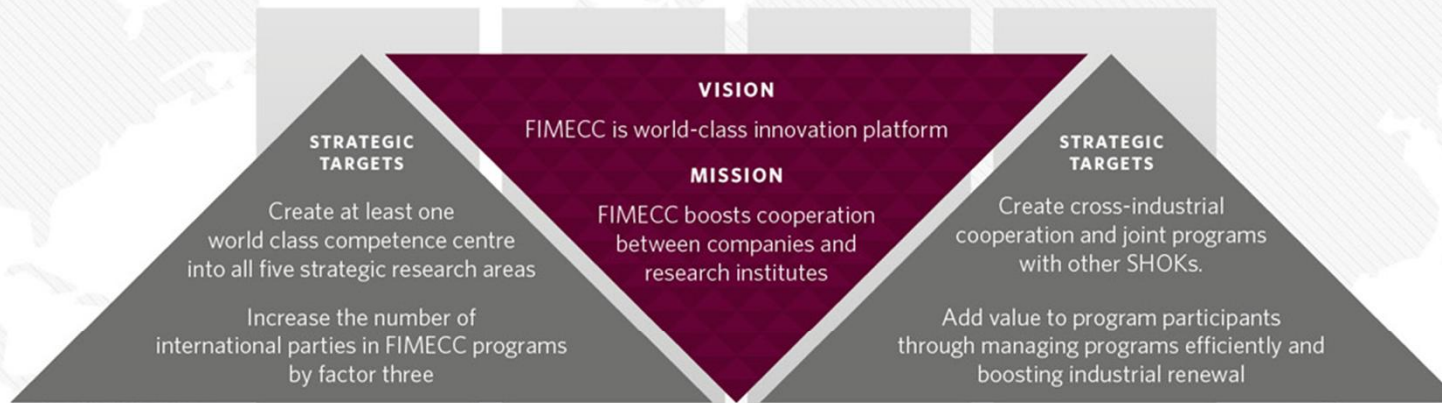 STRATEGIC
TARGETS
Create at least one
world class competence centre
into all five strategic research areas
Increase the number of
international parties in FIMECC programs
by factor three
VISION
FIMECC is world-class innovation platform
MISSION
FIMECC boosts cooperation
between companies and
research institutes
STRATEGIC
TARGETS
Create cross-industrial
cooperation and joint programs
with other SHOKs.
Add value to program participants
through managing programs efficiently and
boosting industrial renewal